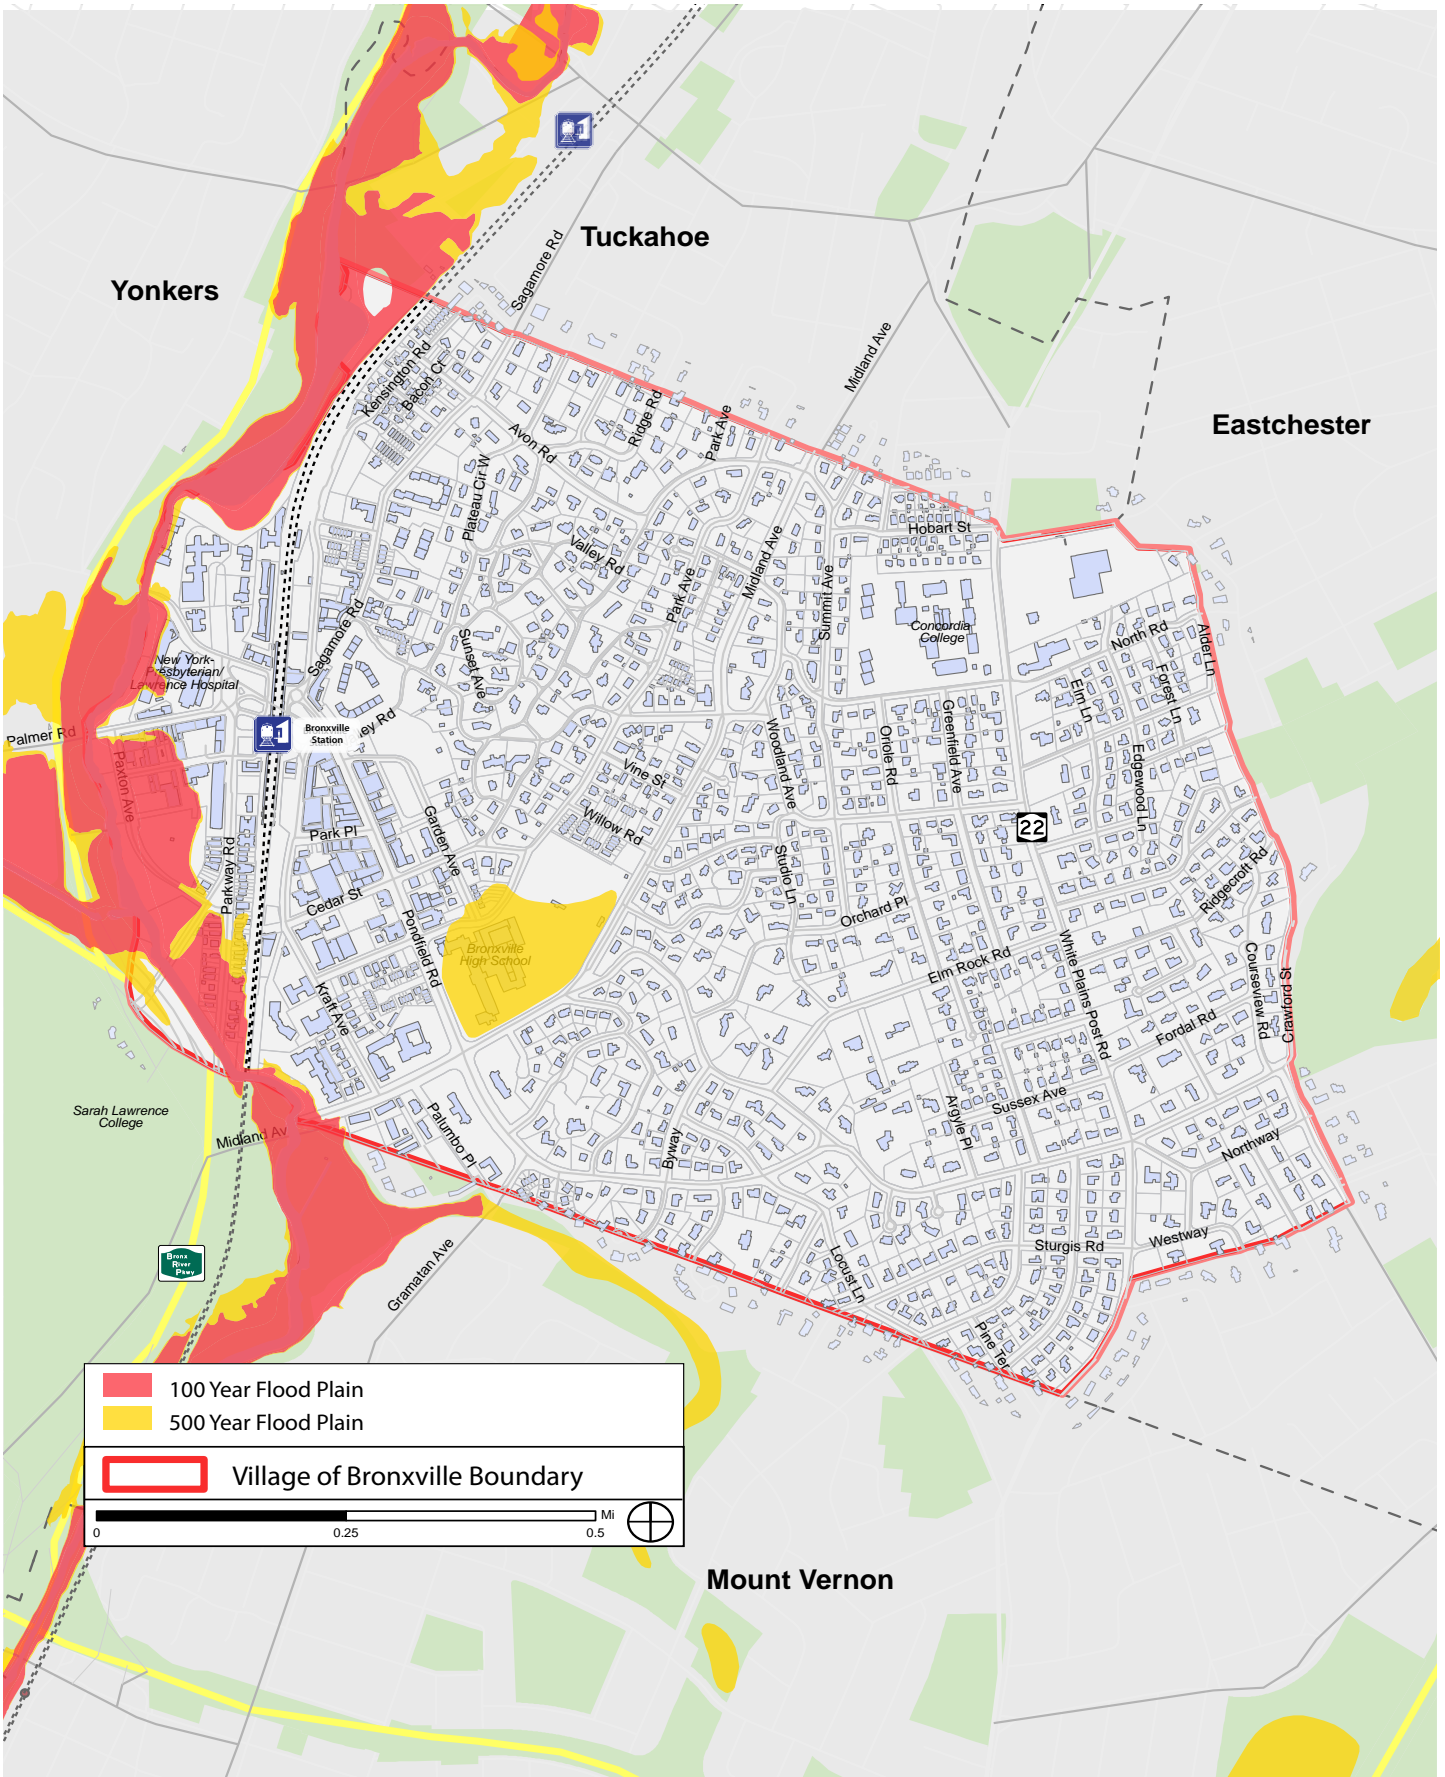 Tuckahoe
Yonkers
Eastchester
Sagamore Rd
Midland Ave
Kensington Rd
Bacon Ct
Avon Rd
Ridge Rd
Park Ave
Plateau Cir W
Valley Rd
Hobart St
Midland Ave
Park Ave
Summit Ave
Concordia
College
North Rd
Alder Ln
Sagamore Rd
Sunset Ave
New York-
Presbyterian/
Lawrence Hospital
Elm Ln
Forest Ln
Palmer Rd
Bronxville
Station
ley Rd
Woodland Ave
Oriole Rd
Greenfield Ave
Edgewood Ln
Paxton Ave
Vine St
Willow Rd
Park Pl
Garden Ave
22
Parkway Rd
Studio Ln
Ridgecroft Rd
Cedar St
Pondfield Rd
Orchard Pl
Bronxville
High School
Elm Rock Rd
White Plains Post Rd
Courseview Rd
Crawford St
Kraft Ave
Fordal Rd
Sarah Lawrence
College
Sussex Ave
Argyle Pl
Midland Av
Palumbo Pl
Byway
Northway
Bronx
River
Pkwy
Gramatan Ave
Locust Ln
Sturgis Rd
Westway
Pine Ter
100 Year Flood Plain
500 Year Flood Plain
Village of Bronxville Boundary
Mi
0
0.25
0.5
Mount Vernon